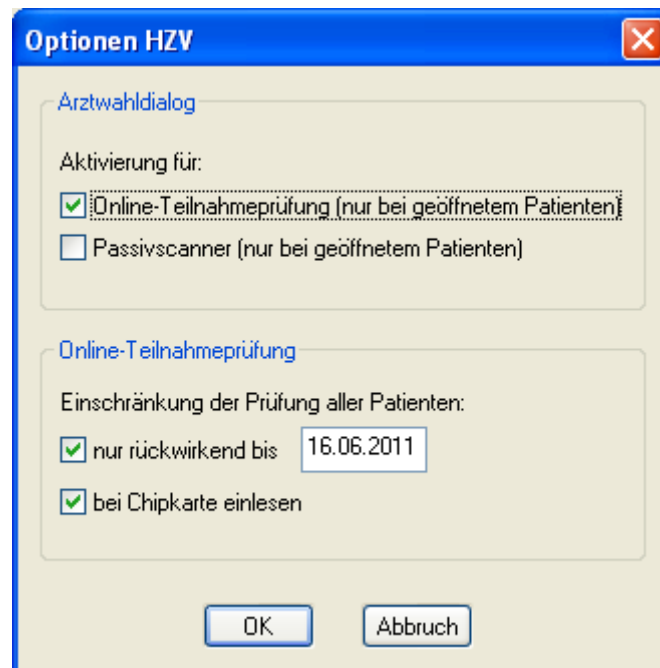 Optionen HZV
Arztwahldialog
Aktivierung für:
Online-Teilnahmeprüfung (nur bei geöffnetem Patienten)
Passivscanner (nur bei geöffnetem Patienten)
Online-Teilnahmeprüfung
Einschränkung der Prüfung aller Patienten:
nur rückwirkend bis 16.06.2011
bei Chipkarte einlesen
OK Abbruch